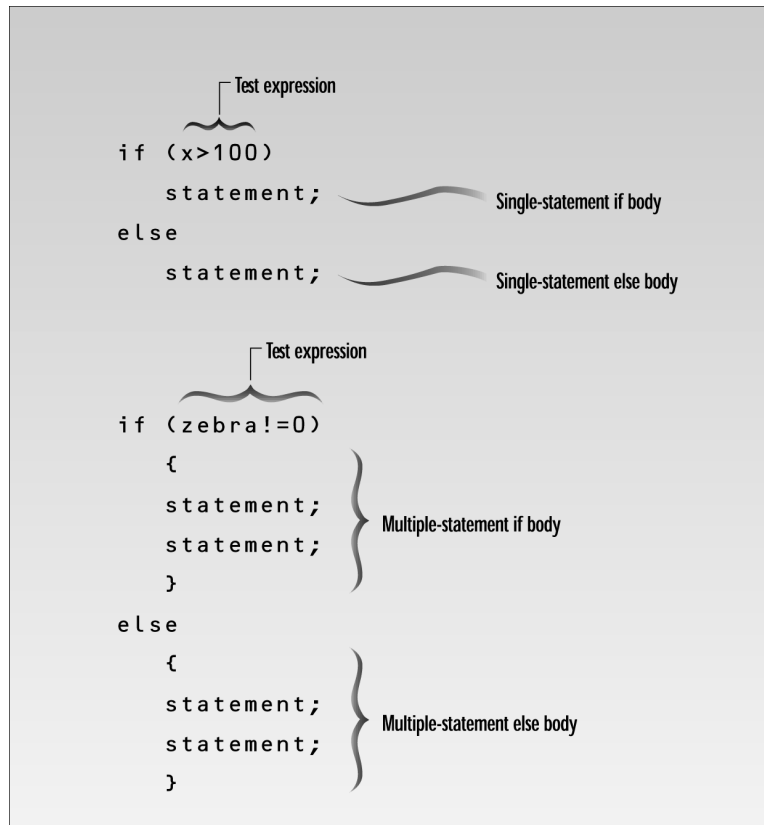 Test expression
if (x>100)
statement;
Single-statement if body
else
statement;
Single-statement else body
Test expression
if (zebra!=0)
{
statement;
statement;
}
Multiple-statement if body
else
{
statement;
statement;
}
Multiple-statement else body